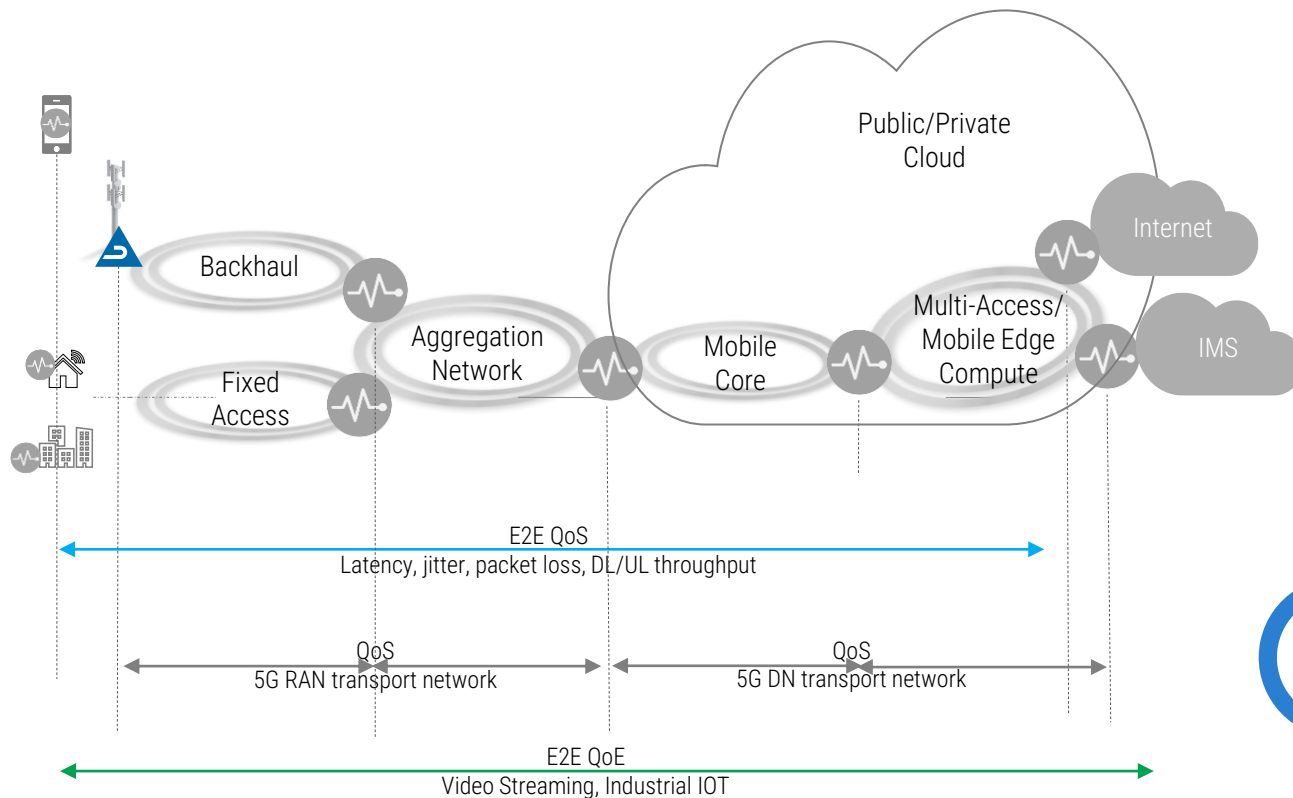 Public/Private
Cloud
Internet
Backhaul
Multi-Access/
Mobile Edge
Compute
Aggregation
Network
Mobile
Core
IMS
Fixed
Access
E2E QoS
Latency, jitter, packet loss, DL/UL throughput
QoS
5G RAN transport network
QoS
5G DN transport network
E2E QoE
Video Streaming, Industrial IOT